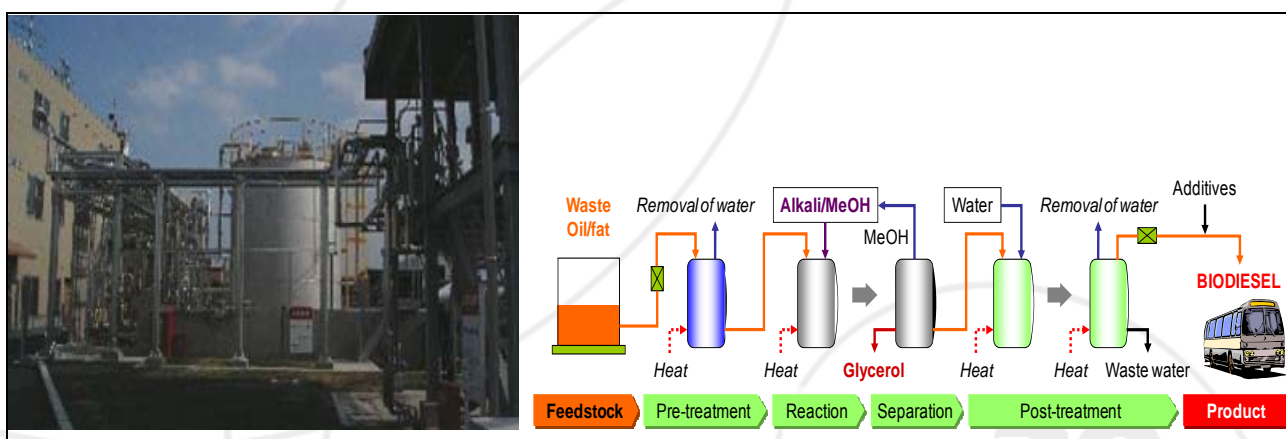 Waste
Oil/fat
Removal of water
Alkali/MeOH
MeOH
Water
Removal of water
Additives
BIODIESEL
Heat
Heat
Glycerol
Heat
Heat
Waste water
Feedstock
Pre-treatment
Reaction
Separation
Post-treatment
Product